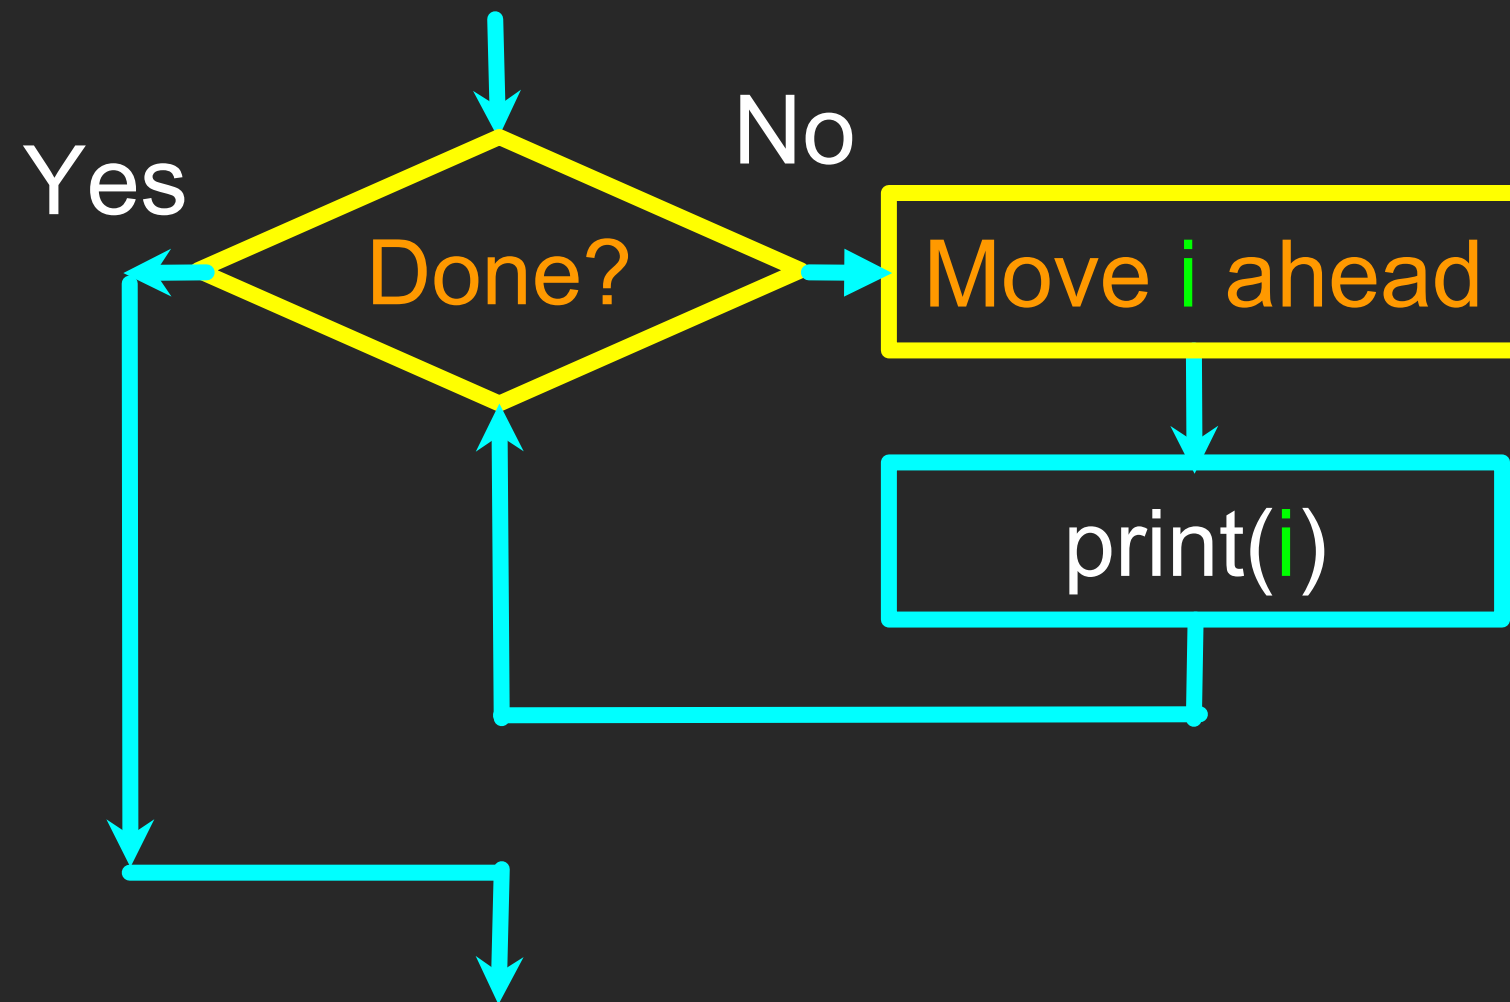 No
Yes
Done?
Move i ahead
print(i)